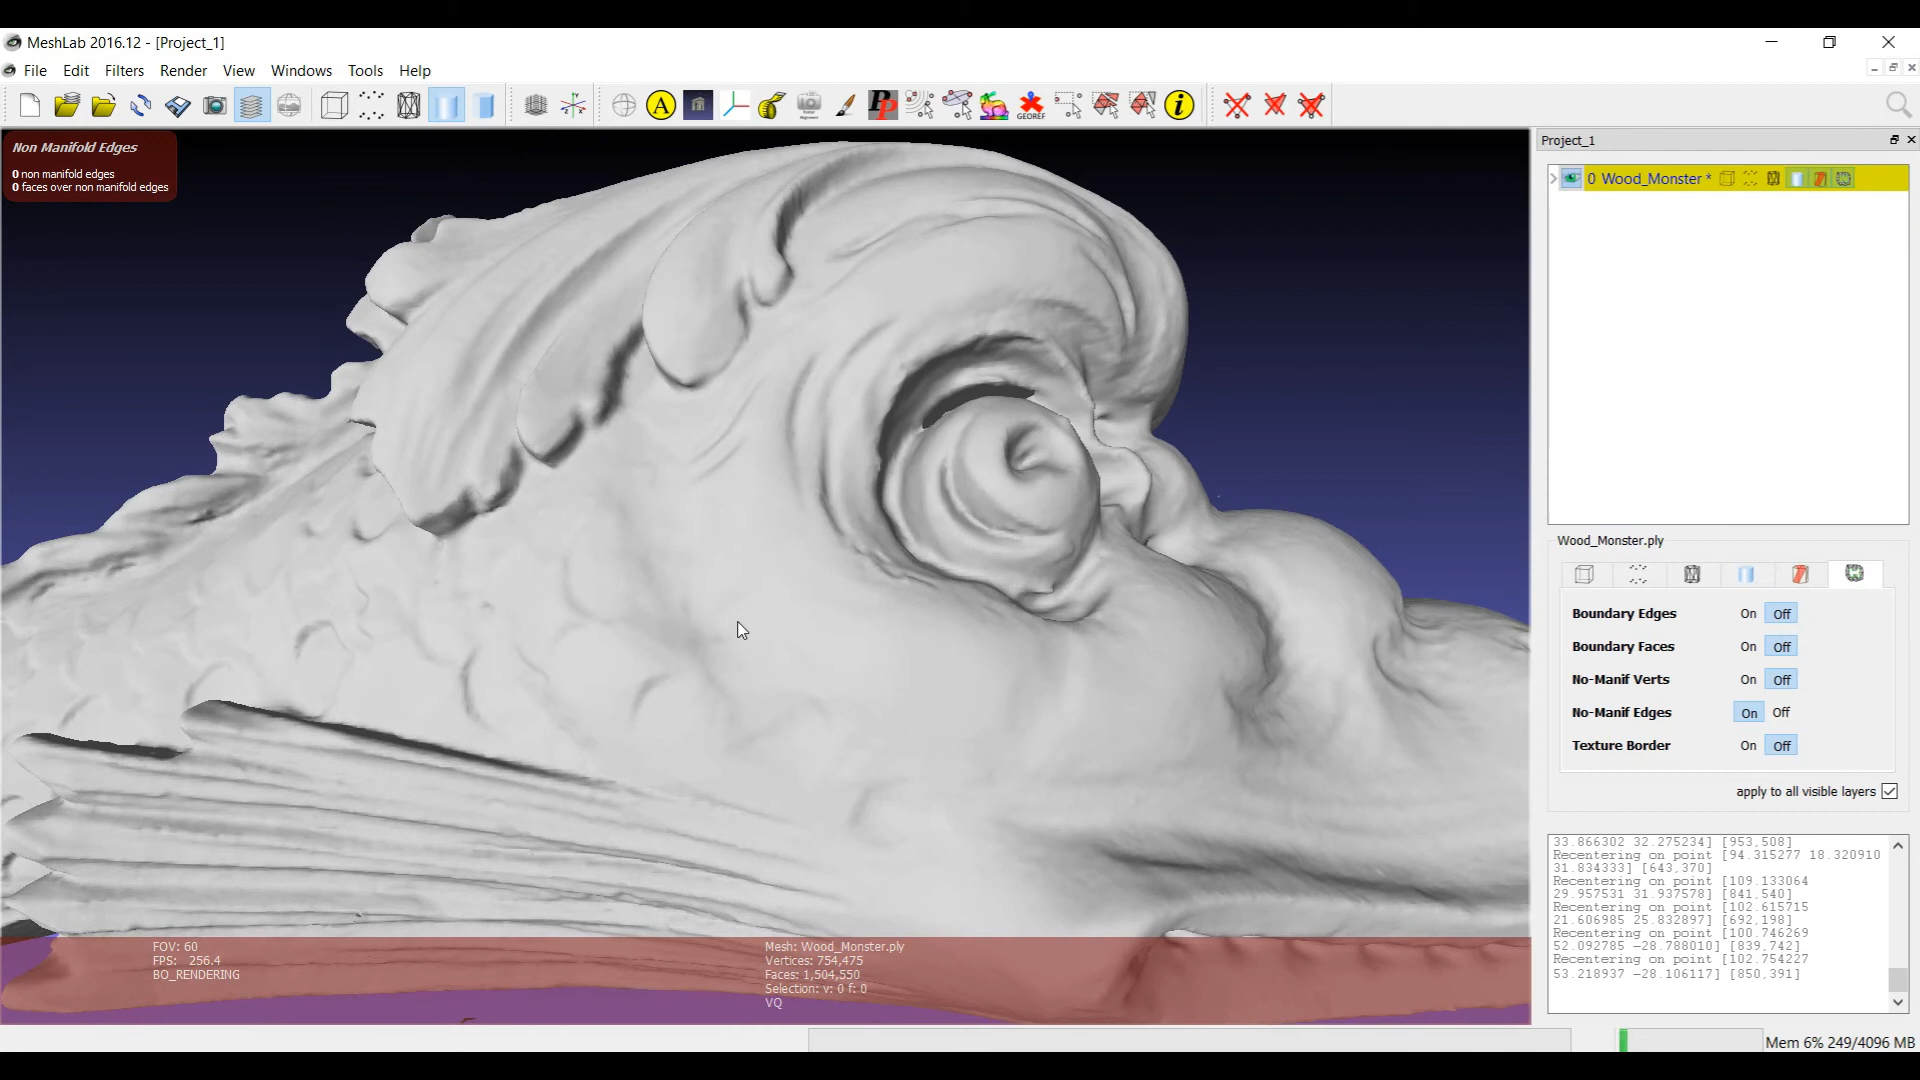 MeshLab 2016.12 - [Project_1]
File Edit Filters Render View Windows Tools Help
A
PP
GEOREF
i
Non Manifold Edges
0 non manifold edges
0 faces over non manifold edges
Project_1
0 Wood_Monster *
Wood_Monster.ply
Boundary Edges On Off
Boundary Faces On Off
No-Manif Verts On Off
No-Manif Edges On Off
Texture Border On Off
apply to all visible layers
33.866302 32.275234] [953,508]
Recentering on point [94.315277 18.320910
31.834333] [643,370]
Recentering on point [109.133064
29.957531 31.937578] [841,540]
Recentering on point [102.615715
21.606985 25.832897] [692,198]
Recentering on point [100.746269
52.092785 -28.788010] [839,742]
Recentering on point [102.754227
53.218937 -28.106117] [850,391]
FOV: 60
FPS: 256.4
BO_RENDERING
Mesh: Wood_Monster.ply
Vertices: 754,475
Faces: 1,504,550
Selection: v: 0 f: 0
VQ
Mem 6% 249/4096 MB